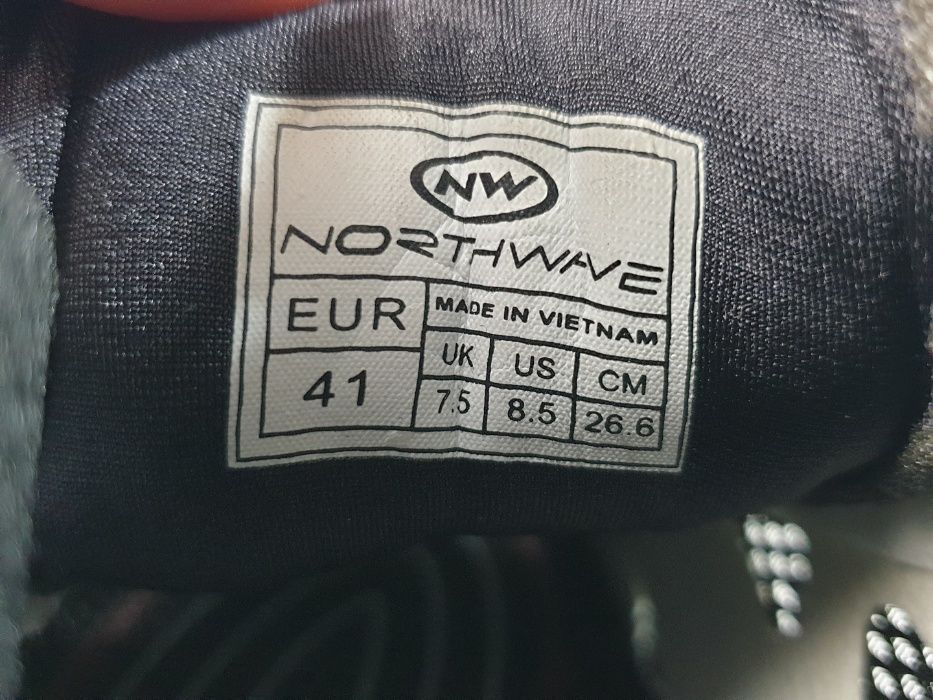 NW
NORTHWAVE
EUR
MADE IN VIETNAM
UK US CM
41
7.5 8.5 26.6